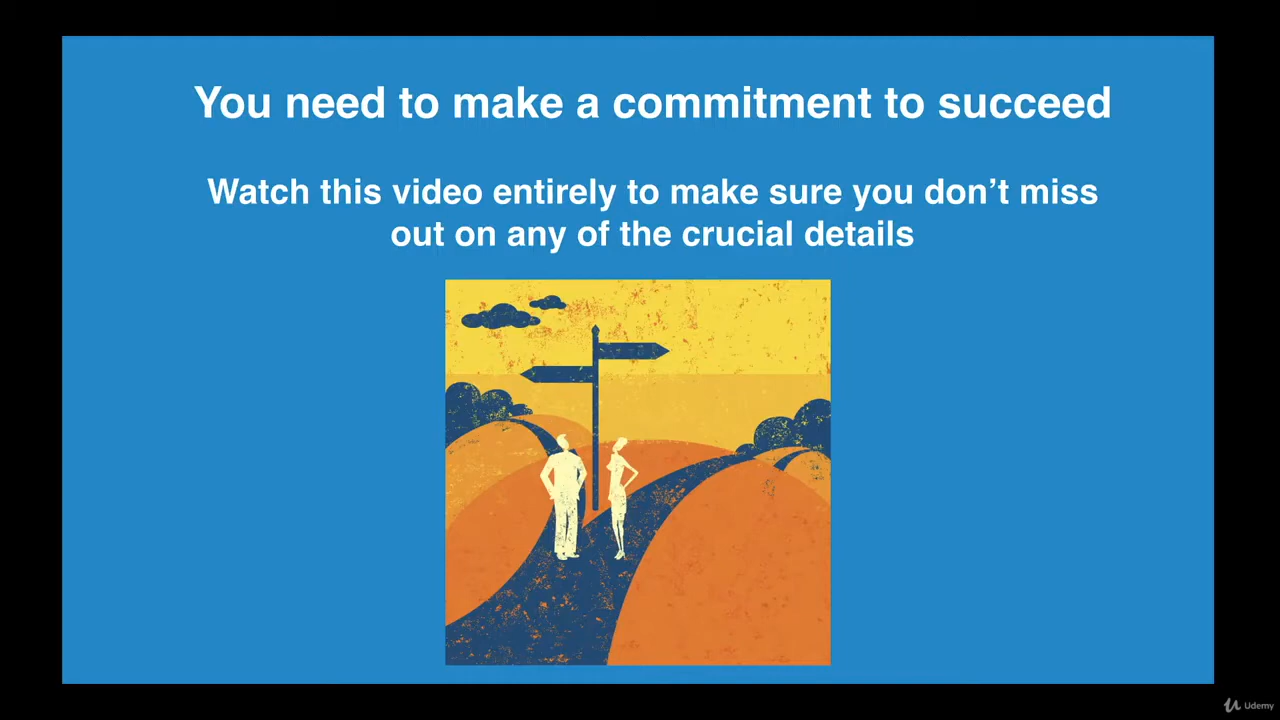 You need to make a commitment to succeed
Watch this video entirely to make sure you don’t miss
out on any of the crucial details
Udemy